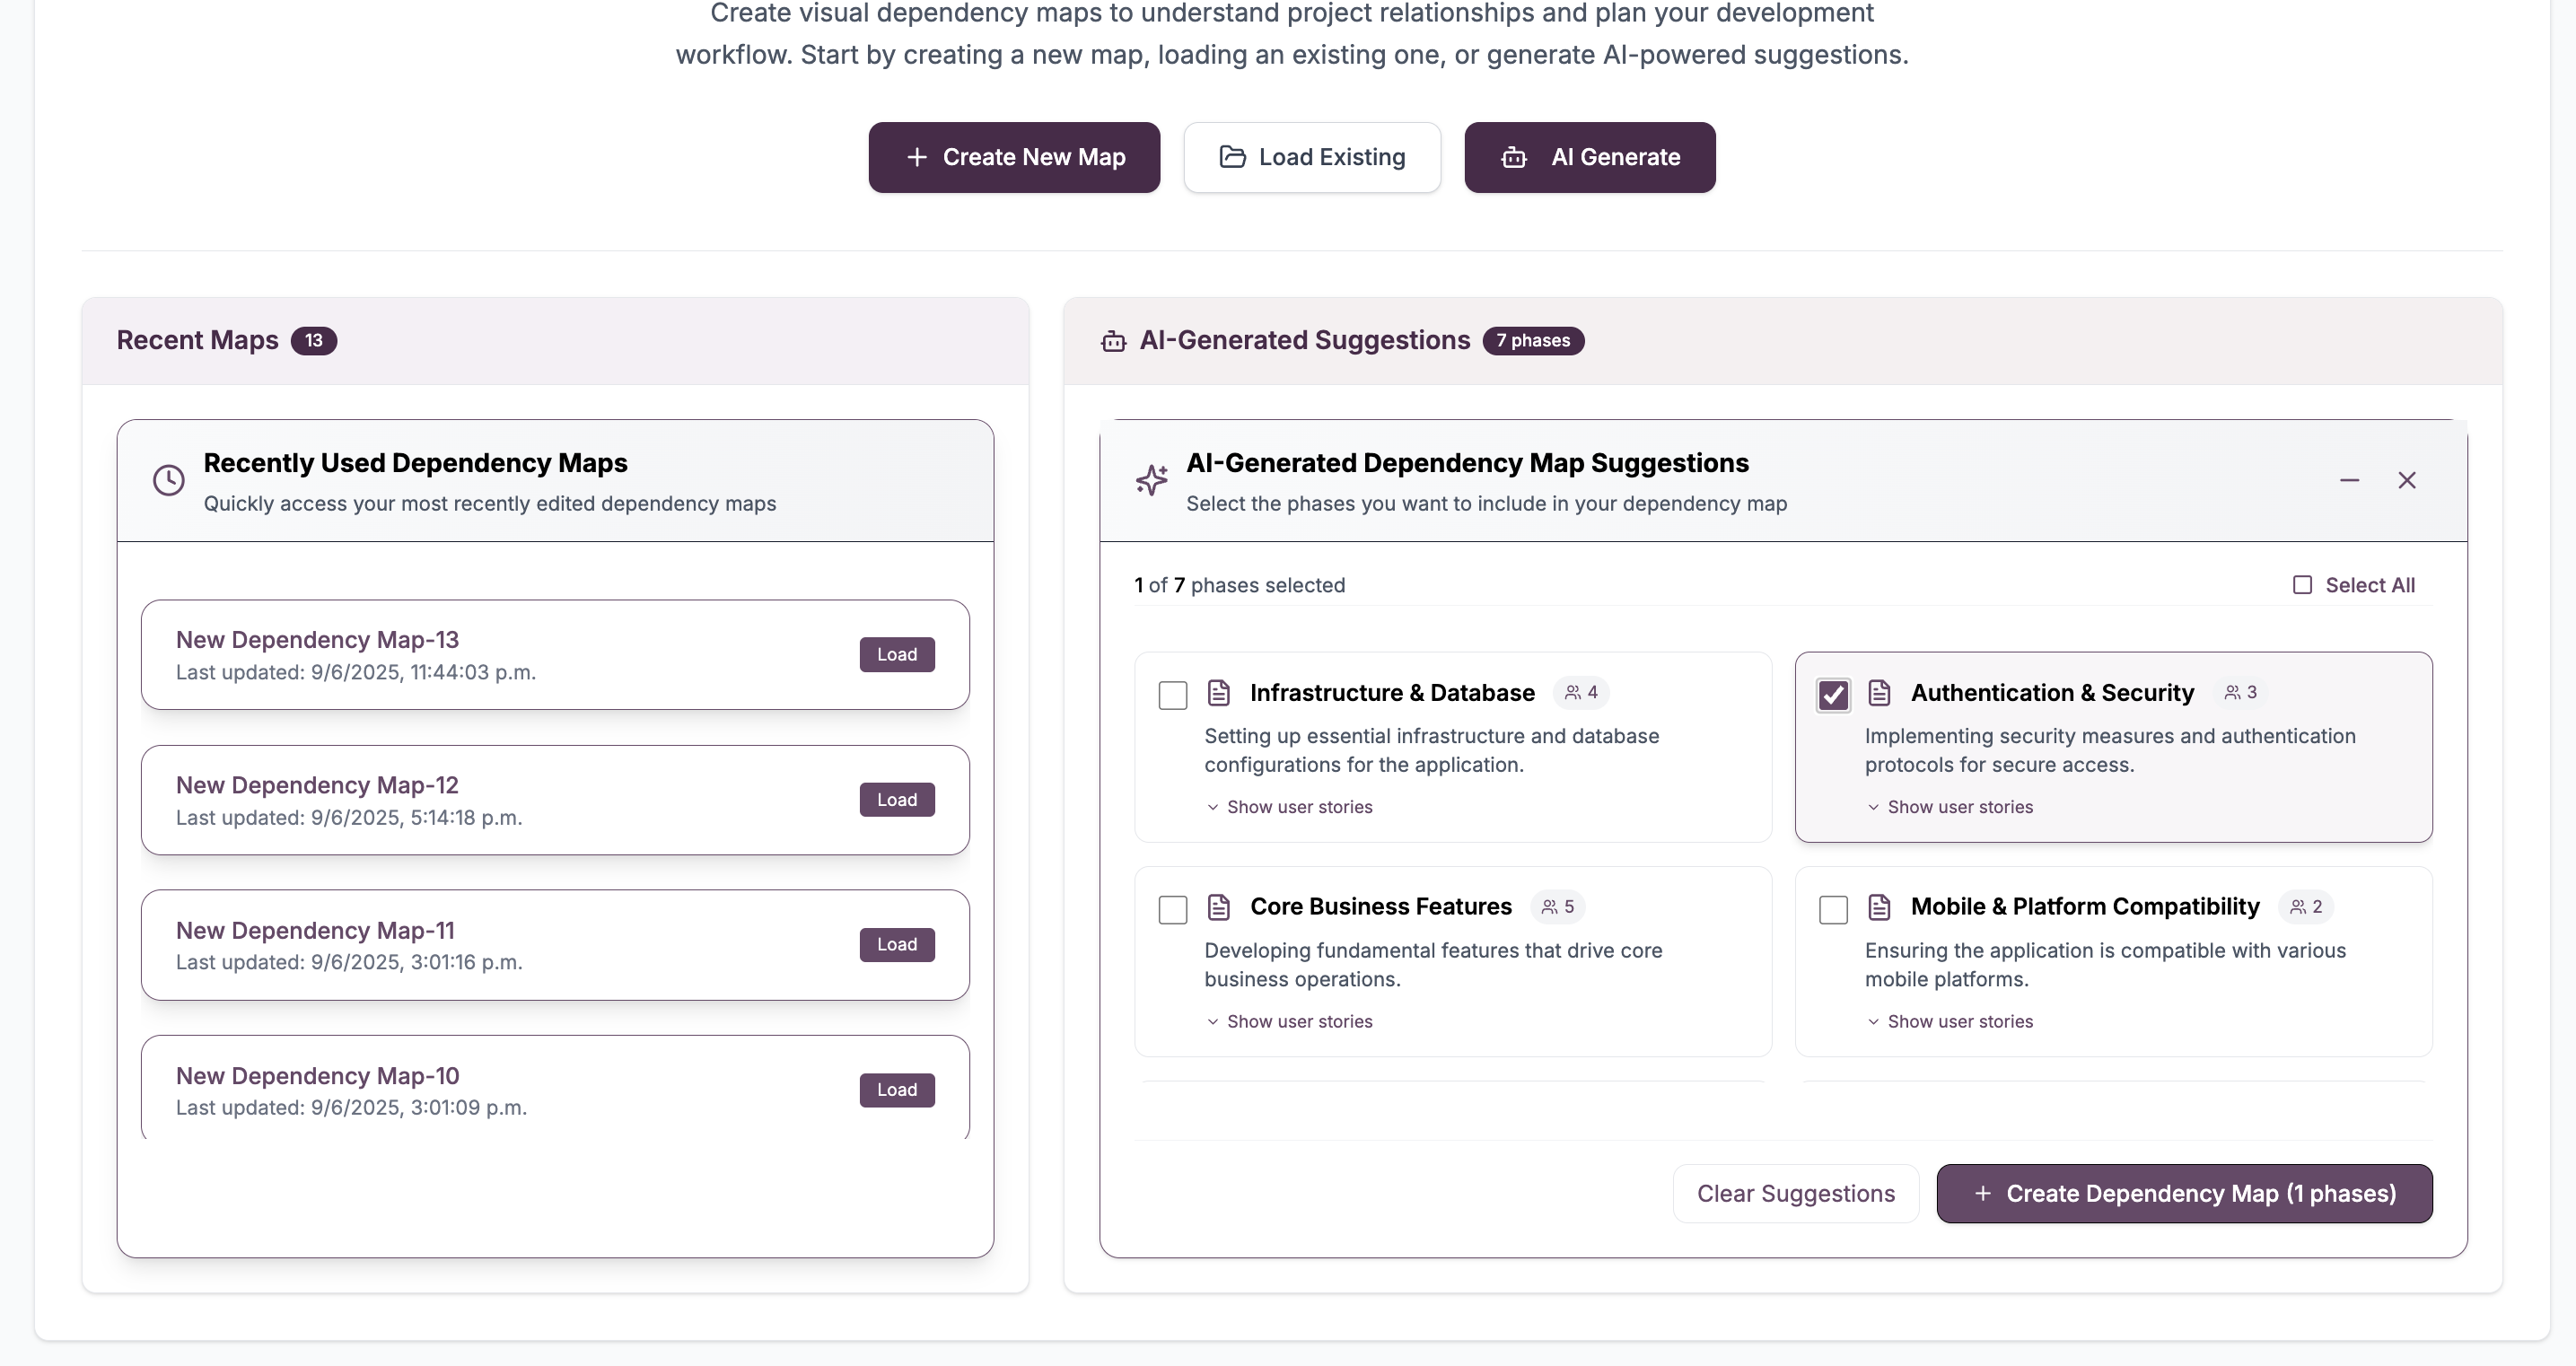 Create visual dependency maps to understand project relationships and plan your development
workflow. Start by creating a new map, loading an existing one, or generate AI-powered suggestions.
Create New Map
Load Existing
AI Generate
Recent Maps 13
Recently Used Dependency Maps
Quickly access your most recently edited dependency maps
New Dependency Map-13
Last updated: 9/6/2025, 11:44:03 p.m.
Load
New Dependency Map-12
Last updated: 9/6/2025, 5:14:18 p.m.
Load
New Dependency Map-11
Last updated: 9/6/2025, 3:01:16 p.m.
Load
New Dependency Map-10
Last updated: 9/6/2025, 3:01:09 p.m.
Load
AI-Generated Suggestions 7 phases
AI-Generated Dependency Map Suggestions
Select the phases you want to include in your dependency map
1 of 7 phases selected
Select All
Infrastructure & Database 4
Setting up essential infrastructure and database
configurations for the application.
Show user stories
Authentication & Security 3
Implementing security measures and authentication
protocols for secure access.
Show user stories
Core Business Features 5
Developing fundamental features that drive core
business operations.
Show user stories
Mobile & Platform Compatibility 2
Ensuring the application is compatible with various
mobile platforms.
Show user stories
Clear Suggestions
+ Create Dependency Map (1 phases)